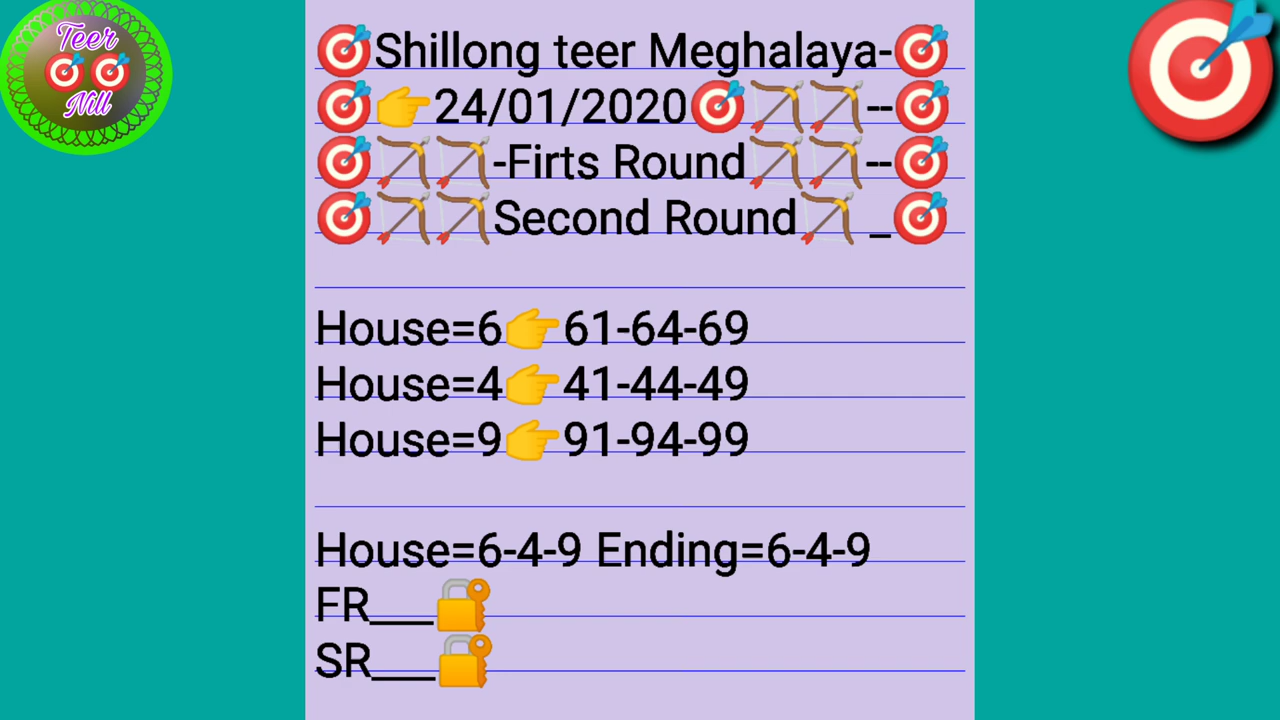 Teer
Nill
🎯Shillong teer Meghalaya-🎯
🎯👉24/01/2020🎯🏹🏹--🎯
🎯🏹🏹-Firts Round🏹🏹--🎯
🎯🏹🏹Second Round🏹 _🎯
House=6👉61-64-69
House=4👉41-44-49
House=9👉91-94-99
House=6-4-9 Ending=6-4-9
FR___🔐
SR___🔐